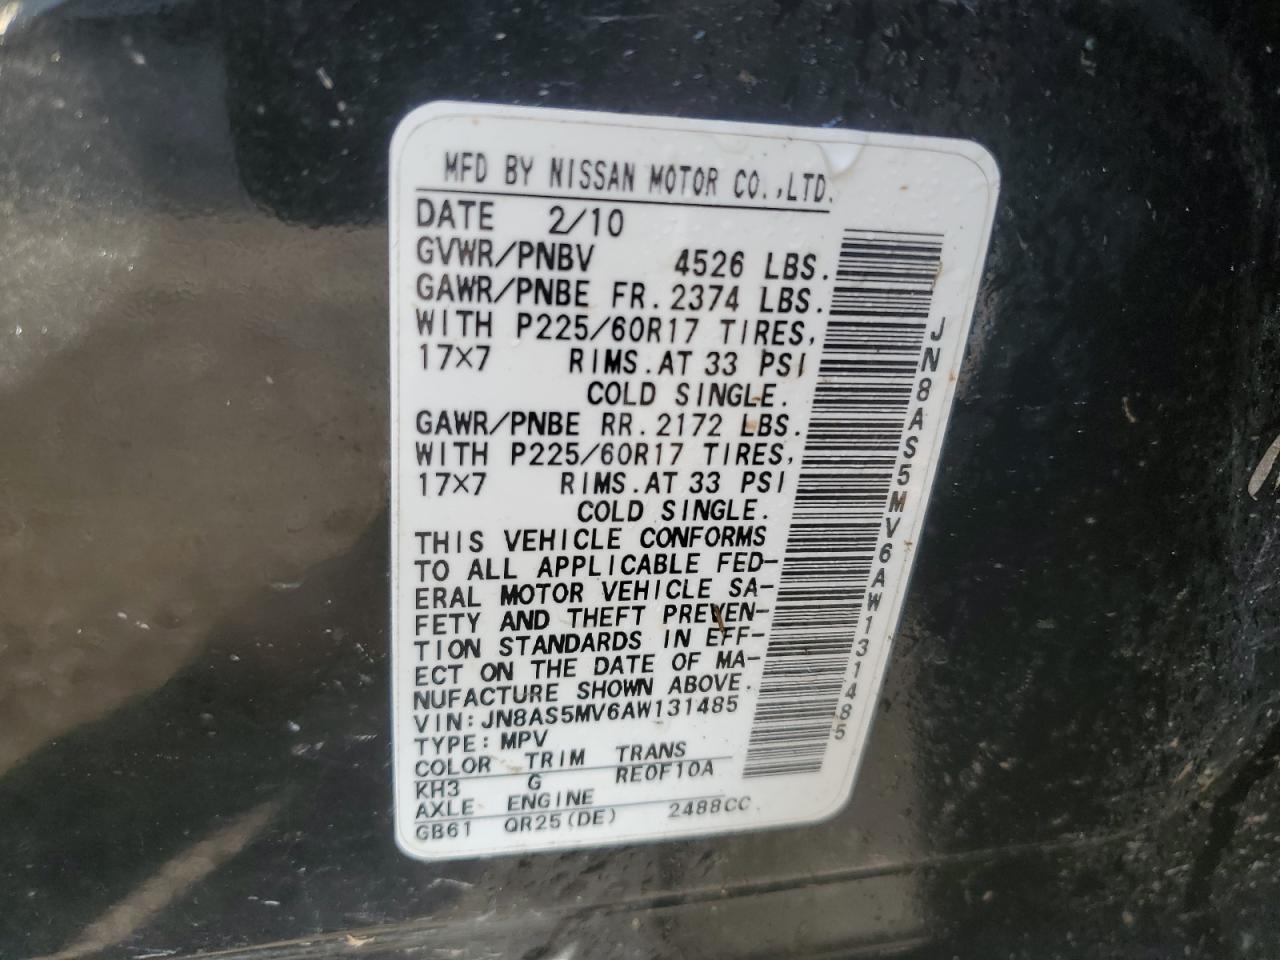 MFD BY NISSAN MOTOR CO.,LTD.
DATE 2/10
GVWR/PNBV 4526 LBS.
GAWR/PNBE FR. 2374 LBS.
WITH P225/60R17 TIRES,
17×7 RIMS. AT 33 PSI
COLD SINGLE.
GAWR/PNBE RR. 2172 LBS.
WITH P225/60R17 TIRES,
17×7 RIMS. AT 33 PSI
COLD SINGLE.
THIS VEHICLE CONFORMS
TO ALL APPLICABLE FED-
ERAL MOTOR VEHICLE SA-
FETY AND THEFT PREVEN-
TION STANDARDS IN EFF-
ECT ON THE DATE OF MA-
NUFACTURE SHOWN ABOVE.
VIN: JN8AS5MV6AW131485
TYPE: MPV
COLOR TRIM TRANS
KH3 G RE0F10A
AXLE ENGINE
GB61 QR25(DE) 2488CC.
JN8AS5MV6AW131485